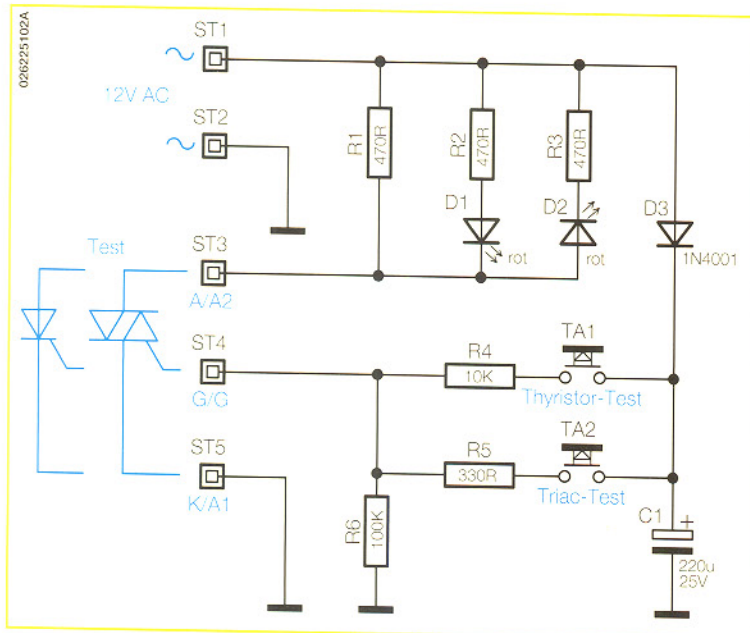 026225102A
ST1
12V AC
ST2
R1
470R
R2
470R
R3
470R
D1
rot
D2
rot
D3
1N4001
Test
ST3
A/A2
ST4
G/G
R4
10K
TA1
Thyristor-Test
TA2
R5
330R
Triac-Test
ST5
K/A1
R6
100K
C1
+
220u
25V